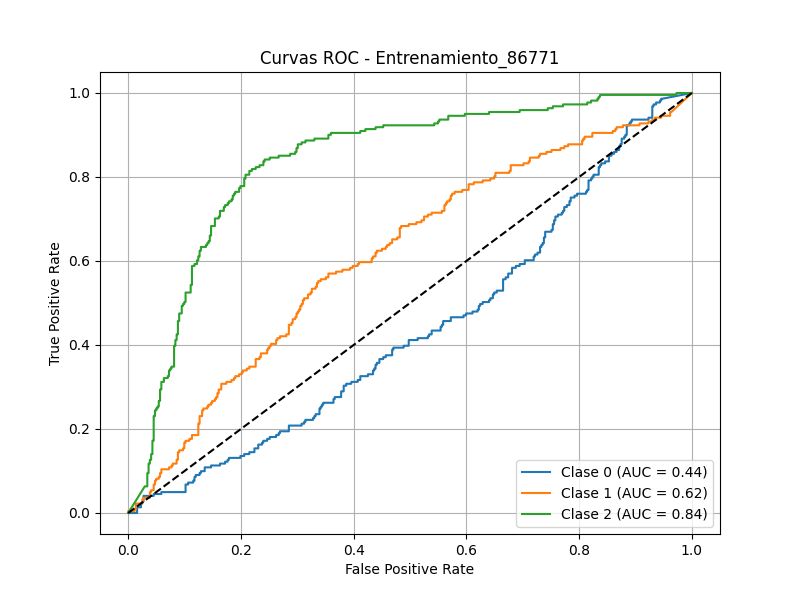 Curvas ROC - Entrenamiento_86771
True Positive Rate
1.0
0.8
0.6
0.4
0.2
0.0
0.0 0.2 0.4 0.6 0.8 1.0
False Positive Rate
Clase 0 (AUC = 0.44)
Clase 1 (AUC = 0.62)
Clase 2 (AUC = 0.84)